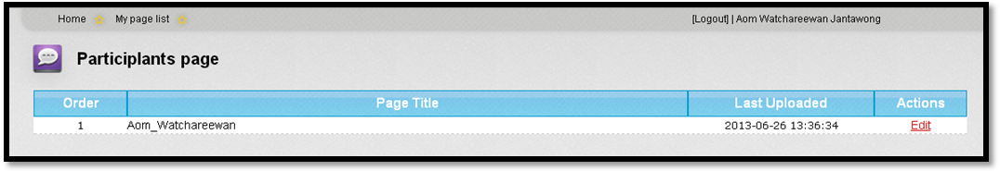 Home My page list [Logout] | Aom Watchareewan Jantawong
Participlants page
Order Page Title Last Uploaded Actions
1 Aom_Watchareewan 2013-06-26 13:36:34 Edit